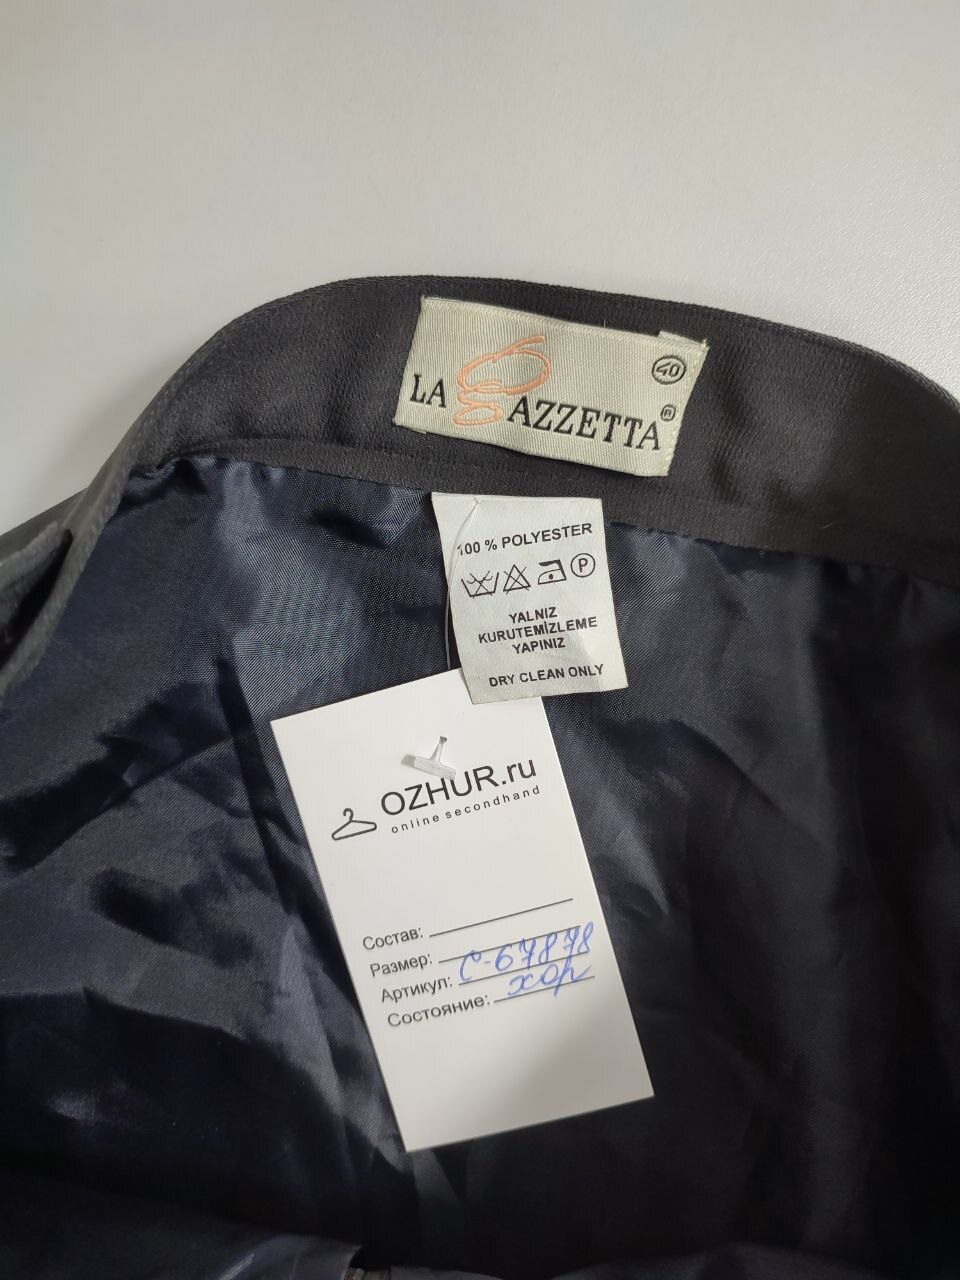 40
LA GAZZETTA ®
100 % POLYESTER
P
YALNIZ
KURUTEMİZLEME
YAPINIZ
DRY CLEAN ONLY
OZHUR.ru
online secondhand
Состав:
Размер:
Артикул: С-67878
Состояние: хор